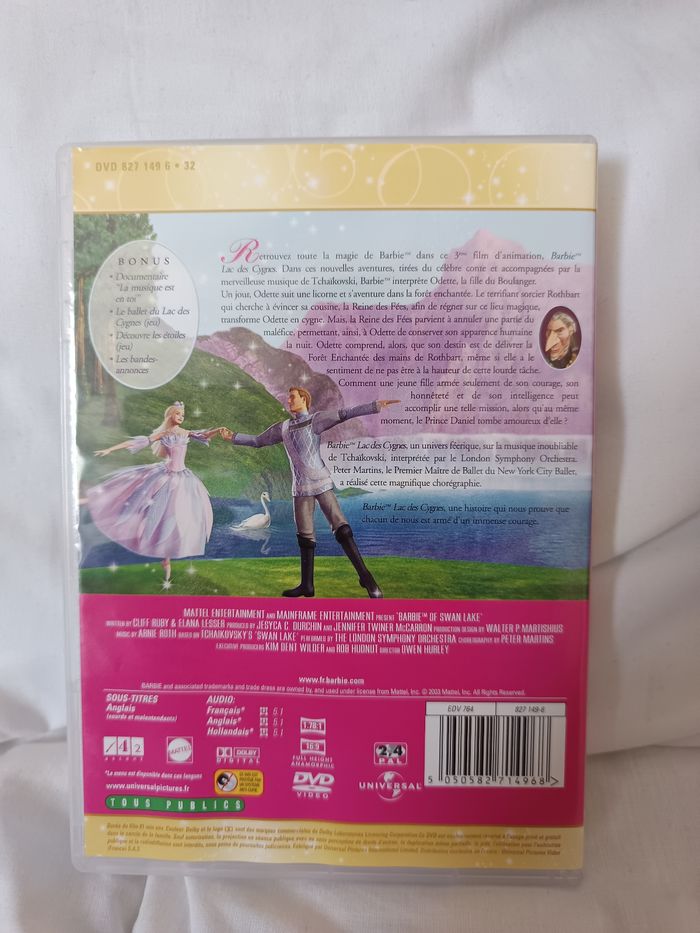 DVD 827 149 6 • 32
BONUS
• Documentaire
"La musique est
en toi"
• Le ballet du Lac des
Cygnes (jeu)
• Découvre les étoiles
(jeu)
• Les bandes-
annonces
Retrouvez toute la magie de Barbie™ dans ce 3ème film d'animation, Barbie™
Lac des Cygnes. Dans ces nouvelles aventures, tirées du célèbre conte et accompagnées par la
merveilleuse musique de Tchaïkovski, Barbie™ interprète Odette, la fille du Boulanger.
Un jour, Odette suit une licorne et s'aventure dans la forêt enchantée. Le terrifiant sorcier Rothbart
qui cherche à évincer sa cousine, la Reine des Fées, afin de régner sur ce lieu magique,
transforme Odette en cygne. Mais, la Reine des Fées parvient à annuler une partie du
maléfice, permettant, ainsi, à Odette de conserver son apparence humaine
la nuit. Odette comprend, alors, que son destin est de délivrer la
Forêt Enchantée des mains de Rothbart, même si elle a le
sentiment de ne pas être à la hauteur de cette lourde tâche.
Comment une jeune fille armée seulement de son courage, son
honnêteté et de son intelligence peut
accomplir une telle mission, alors qu'au même
moment, le Prince Daniel tombe amoureux d'elle ?
Barbie™ Lac des Cygnes, un univers féerique, sur la musique inoubliable
de Tchaïkovski, interprétée par le London Symphony Orchestra.
Peter Martins, le Premier Maître de Ballet du New York City Ballet,
a réalisé cette magnifique chorégraphie.
Barbie™ Lac des Cygnes, une histoire qui nous prouve que
chacun de nous est armé d'un immense courage.
MATTEL ENTERTAINMENT AND MAINFRAME ENTERTAINMENT PRESENT "BARBIE™ OF SWAN LAKE"
WRITTEN BY CLIFF RUBY & ELANA LESSER PRODUCED BY JESYCA C. DURCHIN AND JENNIFER TWINER McCARRON PRODUCTION DESIGN BY WALTER P. MARTISHIUS
MUSIC BY ARNIE ROTH BASED ON TCHAIKOVSKY'S "SWAN LAKE" PERFORMED BY THE LONDON SYMPHONY ORCHESTRA CHOREOGRAPHY BY PETER MARTINS
EXECUTIVE PRODUCERS KIM DENT WILDER AND ROB HUDNUT DIRECTOR OWEN HURLEY
www.fr.barbie.com
BARBIE and associated trademarks and trade dress are owned by, and used under license from Mattel, Inc. © 2003 Mattel, Inc. All Rights Reserved.
SOUS-TITRES
Anglais
(sourds et malentendants)
AUDIO:
Français* 5.1
Anglais* 5.1
Hollandais* 5.1
1.78:1
16:9
FULL HEIGHT
ANAMORPHIC
2,4
PAL
EDV 764 827 149-6
5 050582 714968 >
MATTEL
DOLBY
DIGITAL
DVD
VIDEO
UNIVERSAL
*Le menu est disponible dans ces langues
www.universalpictures.fr
TOUS PUBLICS